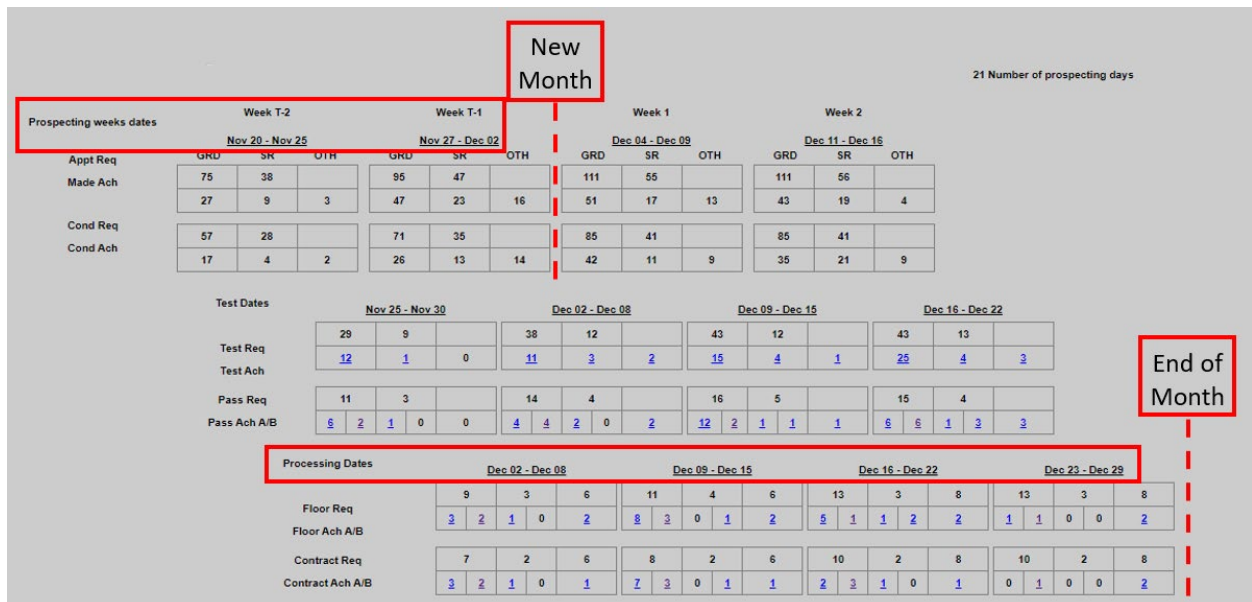 New
Month
21 Number of prospecting days
Week T-2 Week T-1 Week 1 Week 2
Prospecting weeks dates
Nov 20 - Nov 25 Nov 27 - Dec 02 Dec 04 - Dec 09 Dec 11 - Dec 16
GRD SR OTH GRD SR OTH GRD SR OTH GRD SR OTH
Appt Req 75 38 95 47 111 55 111 56
Made Ach 27 9 3 47 23 16 51 17 13 43 19 4
Cond Req 57 28 71 35 85 41 85 41
Cond Ach 17 4 2 26 13 14 42 11 9 35 21 9
Test Dates Nov 25 - Nov 30 Dec 02 - Dec 08 Dec 09 - Dec 15 Dec 16 - Dec 22
Test Req 29 9 38 12 43 12 43 13
Test Ach 12 1 0 11 3 2 15 4 1 25 4 3
End of
Month
Pass Req 11 3 14 4 16 5 15 4
Pass Ach A/B 6 2 1 0 0 4 4 2 0 2 12 2 1 1 1 6 6 1 3 3
Processing Dates Dec 02 - Dec 08 Dec 09 - Dec 15 Dec 16 - Dec 22 Dec 23 - Dec 29
Floor Req 9 3 6 11 4 6 13 3 8 13 3 8
Floor Ach A/B 3 2 1 0 2 8 3 0 1 2 5 1 1 2 2 1 1 0 0 2
Contract Req 7 2 6 8 2 6 10 2 8 10 2 8
Contract Ach A/B 3 2 1 0 1 7 3 0 1 1 2 3 1 0 1 0 1 0 0 2